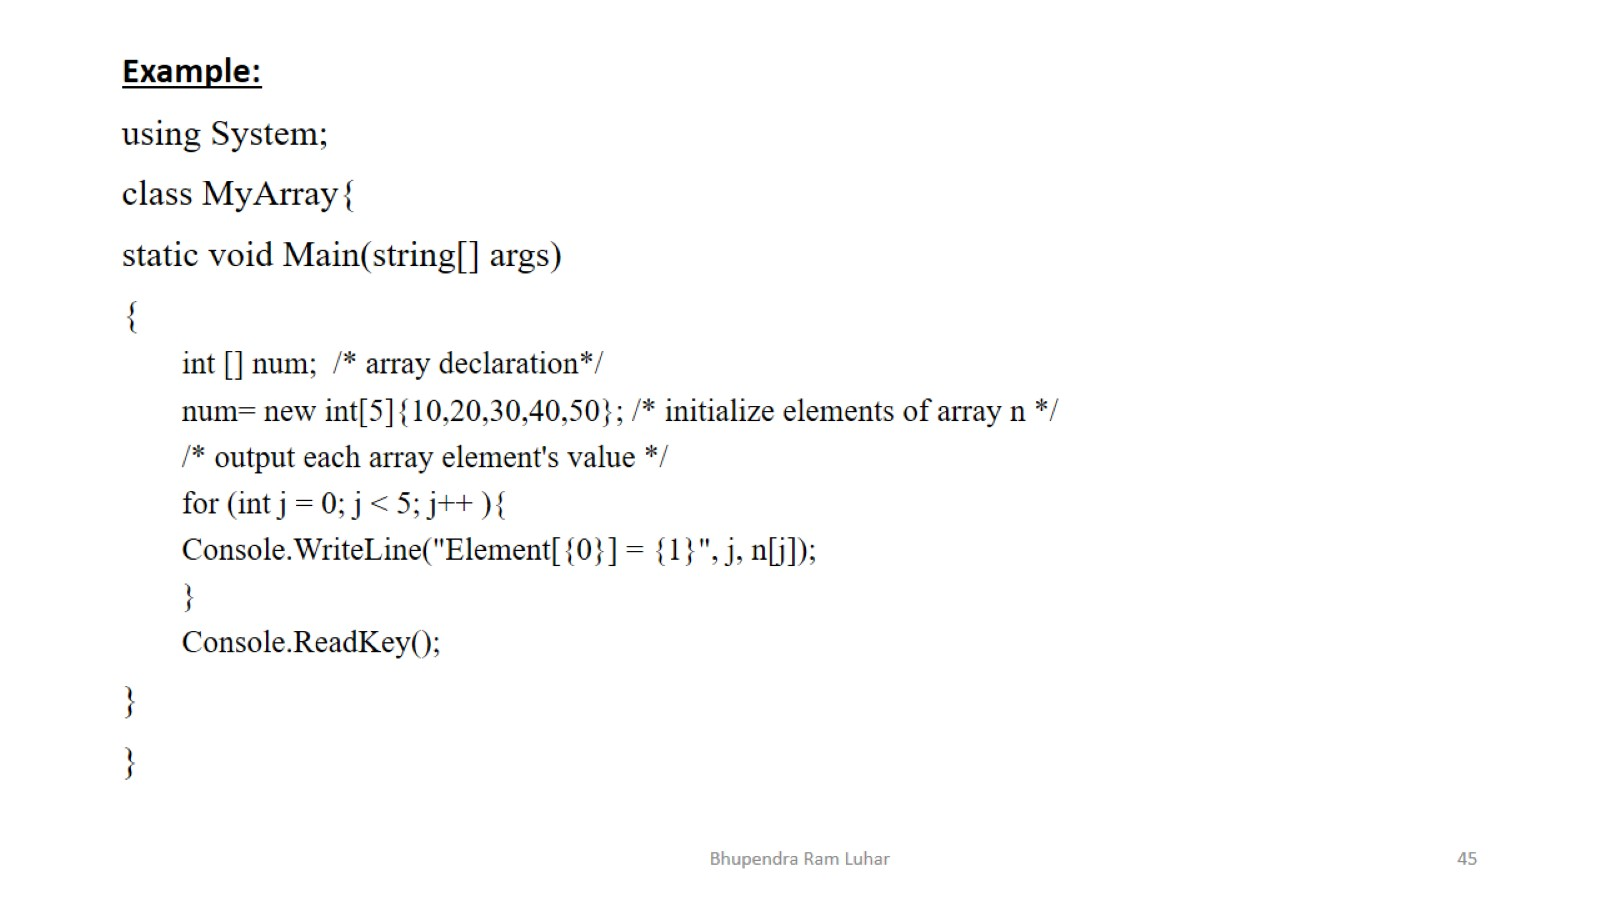 Example:
using System;
class MyArray{
static void Main(string[] args)
{
int [] num;  /* array declaration*/
num= new int[5]{10,20,30,40,50}; /* initialize elements of array n */
/* output each array element's value */
for (int j = 0; j < 5; j++ ){
Console.WriteLine("Element[{0}] = {1}", j, n[j]);
}
Console.ReadKey();
}
}
Bhupendra Ram Luhar
45